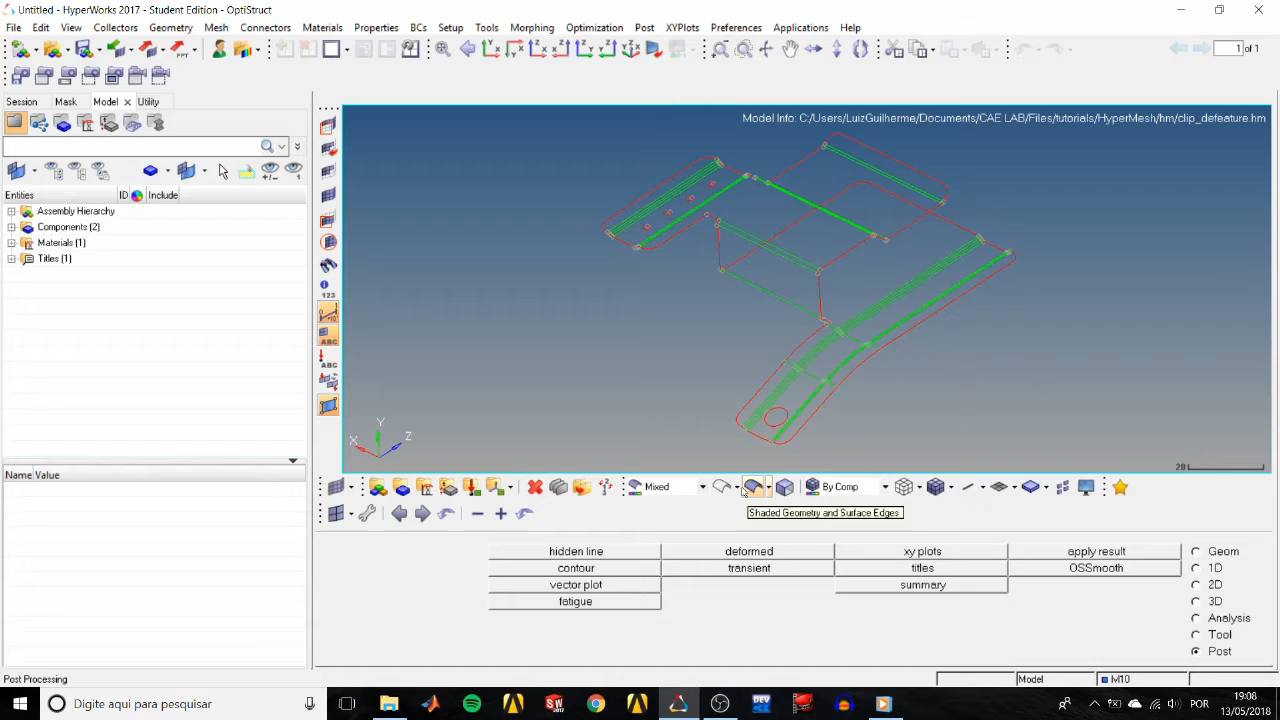 Untitled - HyperWorks 2017 - Student Edition - OptiStruct
File Edit View Collectors Geometry Mesh Connectors Materials Properties BCs Setup Tools Morphing Optimization Post XYPlots Preferences Applications Help
1 of 1
Session Mask Model Utility
Model Info: C:/Users/LuizGuilherme/Documents/CAE LAB/Files/tutorials/HyperMesh/hm/clip_defeature.hm
Entities ID Include
Assembly Hierarchy
Components (2)
Materials (1)
Titles (1)
123
ABC
ABC
Y
X Z
20
Name Value
Mixed By Comp
Shaded Geometry and Surface Edges
hidden line deformed xy plots apply result Geom
contour transient titles OSSmooth 1D
vector plot summary 2D
fatigue 3D
Analysis
Tool
Post
Post Processing Model lvl10
Digite aqui para pesquisar
POR 19:08
13/05/2018